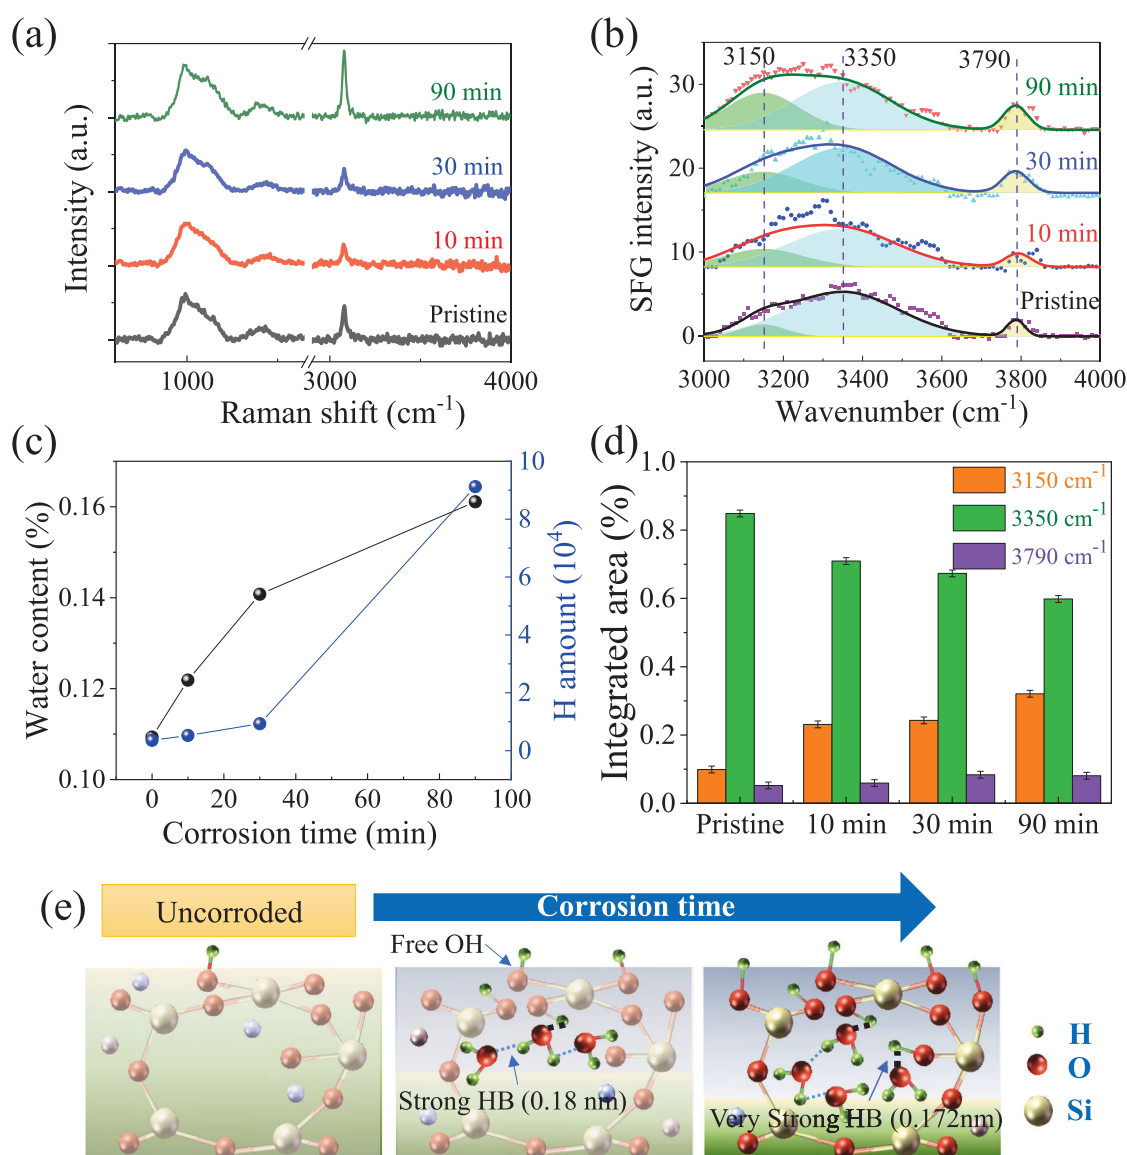 (a)
90 min
30 min
10 min
Pristine
Intensity (a.u.)
1000
3000
4000
Raman shift (cm⁻¹)
(b)
3150
3350
3790
90 min
30 min
10 min
Pristine
SFG intensity (a.u.)
30
20
10
0
3000
3200
3400
3600
3800
4000
Wavenumber (cm⁻¹)
(c)
Water content (%)
0.16
0.14
0.12
0.10
H amount (10⁴)
10
8
6
4
2
0
0
20
40
60
80
100
Corrosion time (min)
(d)
Integrated area (%)
1.0
0.8
0.6
0.4
0.2
0.0
3150 cm⁻¹
3350 cm⁻¹
3790 cm⁻¹
Pristine
10 min
30 min
90 min
(e)
Uncorroded
Corrosion time
Free OH
Strong HB (0.18 nm)
Very Strong HB (0.172nm)
H
O
Si